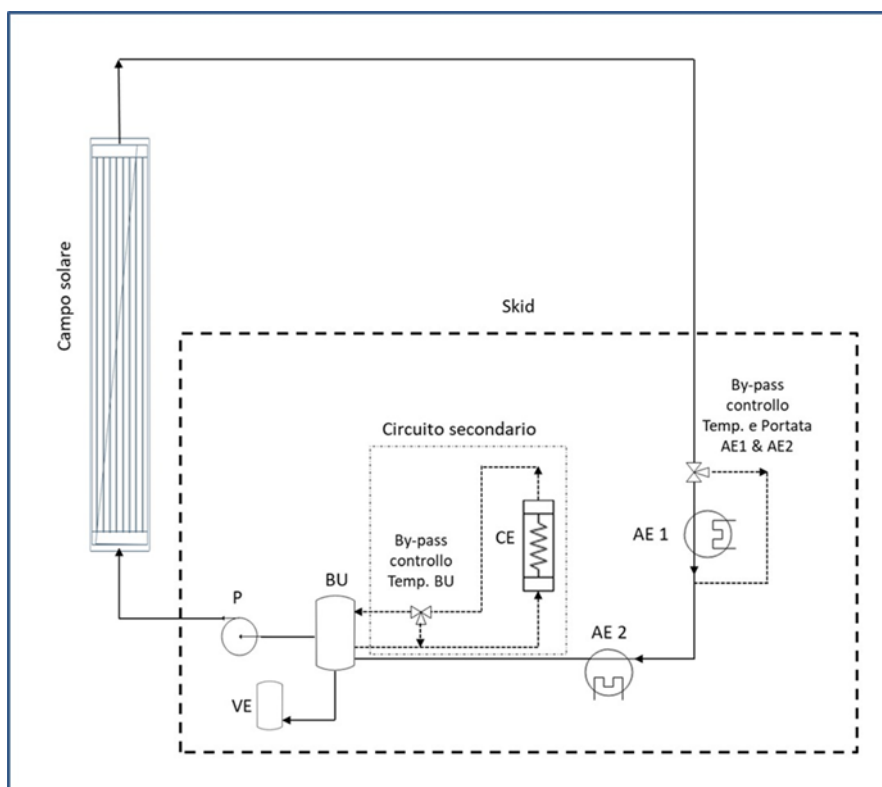 Campo solare
Skid
By-pass
controllo
Temp. e Portata
AE1 & AE2
Circuito secondario
AE 1
CE
By-pass
controllo
Temp. BU
BU
P
AE 2
VE